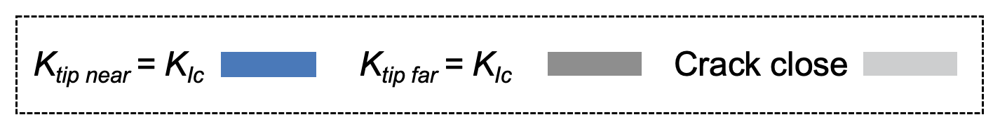 K_tip near = K_Ic K_tip far = K_Ic Crack close